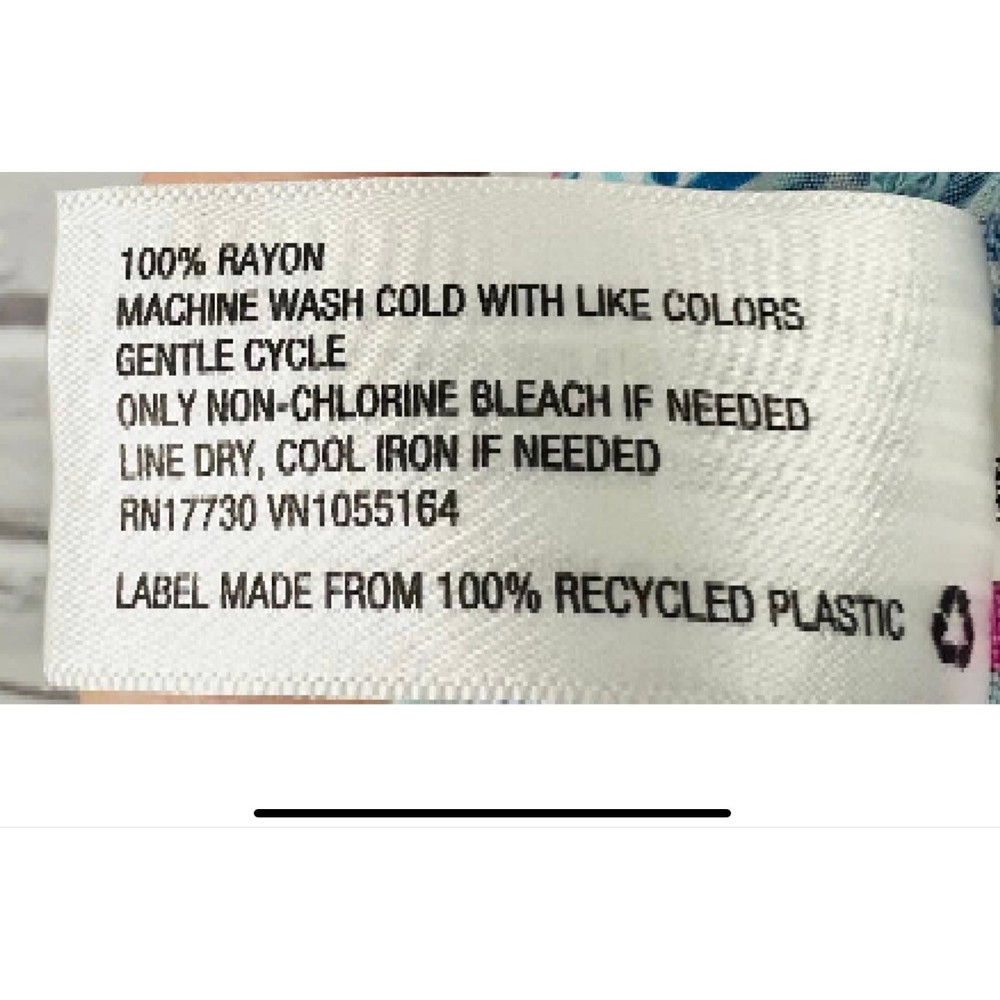 100% RAYON
MACHINE WASH COLD WITH LIKE COLORS
GENTLE CYCLE
ONLY NON-CHLORINE BLEACH IF NEEDED
LINE DRY, COOL IRON IF NEEDED
RN17730 VN1055164
LABEL MADE FROM 100% RECYCLED PLASTIC